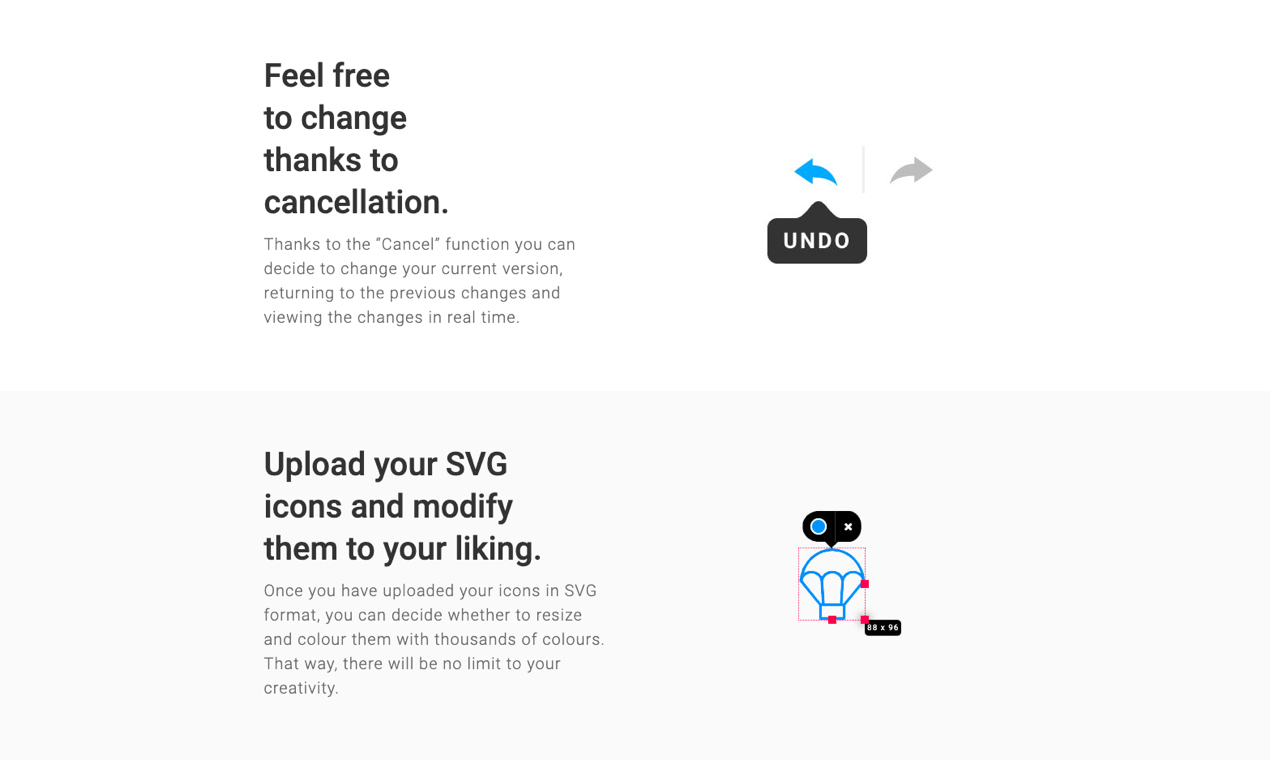 Feel free
to change
thanks to
cancellation.
Thanks to the “Cancel” function you can
decide to change your current version,
returning to the previous changes and
viewing the changes in real time.
UNDO
Upload your SVG
icons and modify
them to your liking.
Once you have uploaded your icons in SVG
format, you can decide whether to resize
and colour them with thousands of colours.
That way, there will be no limit to your
creativity.
88 x 96